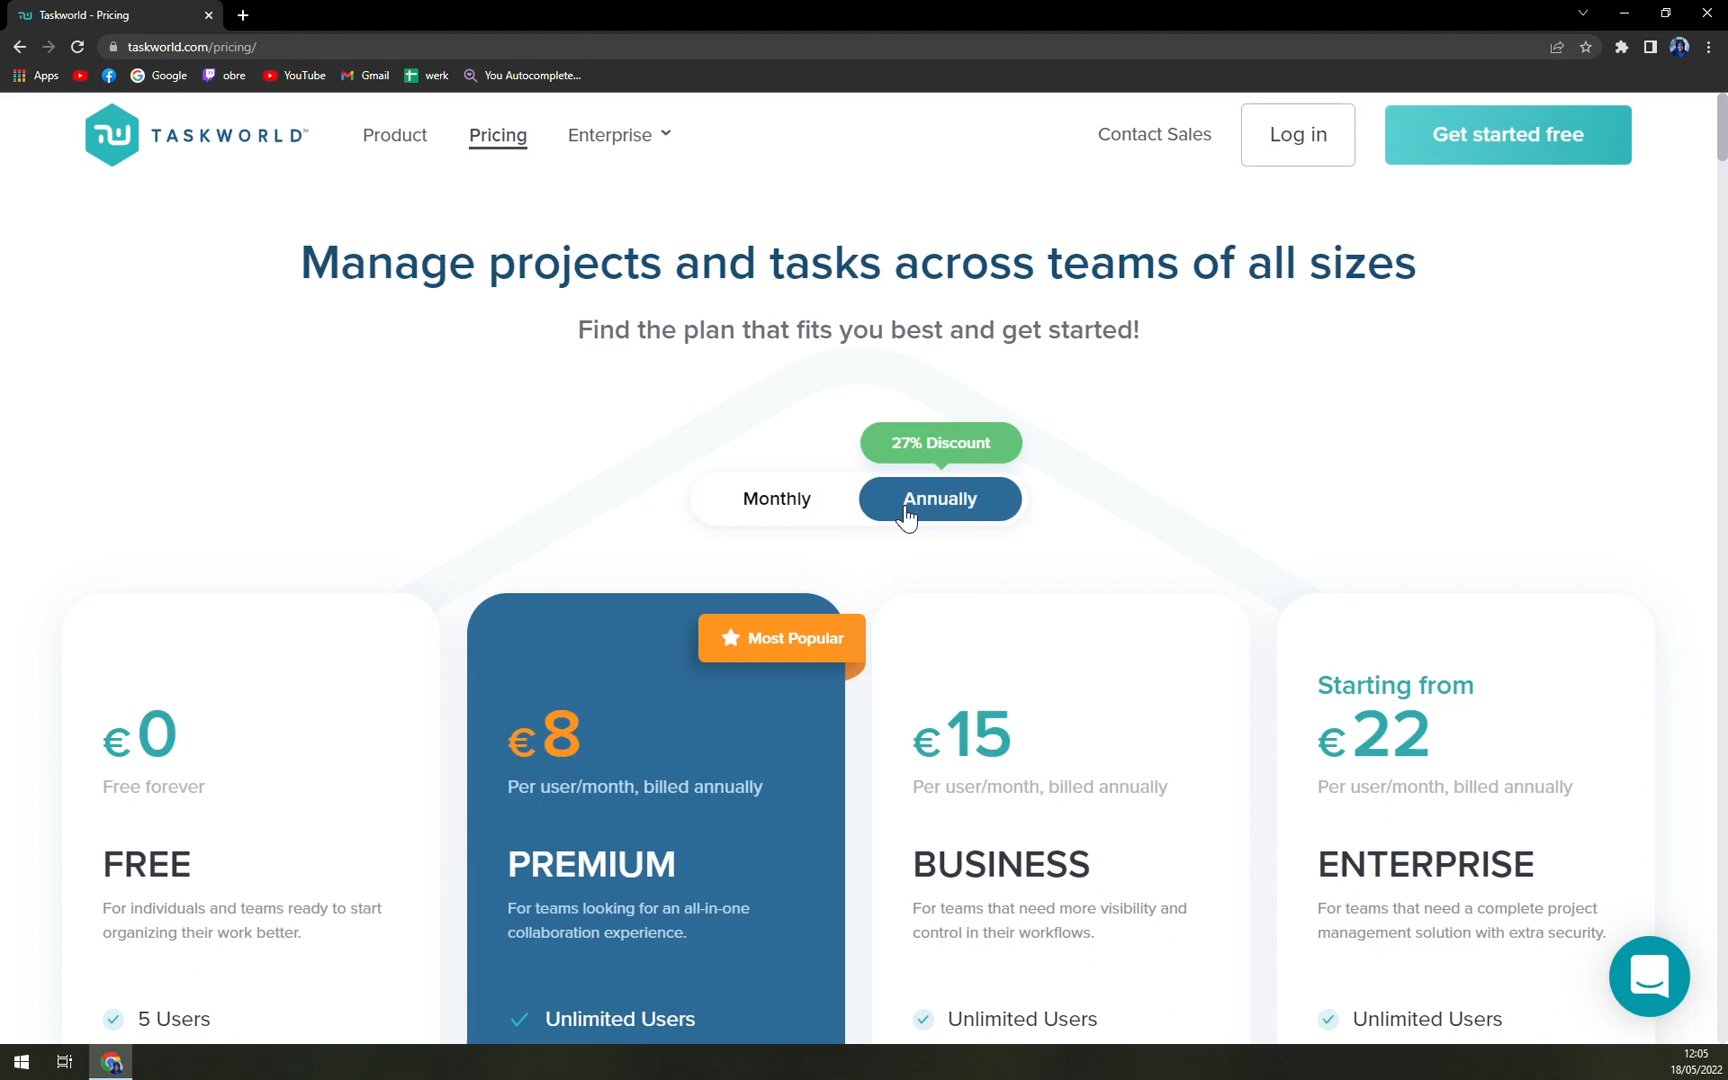 Taskworld - Pricing
taskworld.com/pricing/
Apps Google obre YouTube Gmail werk You Autocomplete...
TASKWORLD™ Product Pricing Enterprise Contact Sales Log in Get started free
Manage projects and tasks across teams of all sizes
Find the plan that fits you best and get started!
27% Discount
Monthly Annually
Most Popular
Starting from
€0 €8 €15 €22
Free forever Per user/month, billed annually Per user/month, billed annually Per user/month, billed annually
FREE PREMIUM BUSINESS ENTERPRISE
For individuals and teams ready to start For teams looking for an all-in-one For teams that need more visibility and For teams that need a complete project
organizing their work better. collaboration experience. control in their workflows. management solution with extra security.
5 Users Unlimited Users Unlimited Users Unlimited Users
12:05
18/05/2022